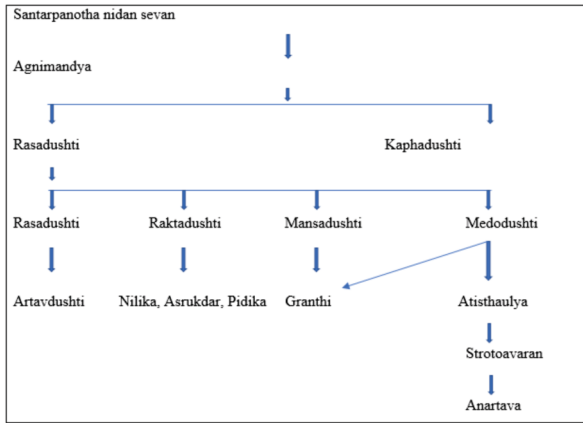 Santarpanotha nidan sevan
Agnimandya
Rasadushti Kaphadushti
Rasadushti Raktadushti Mansadushti Medodushti
Artavdushti Nilika, Asrukdar, Pidika Granthi Atisthaulya
Strotoavaran
Anartava